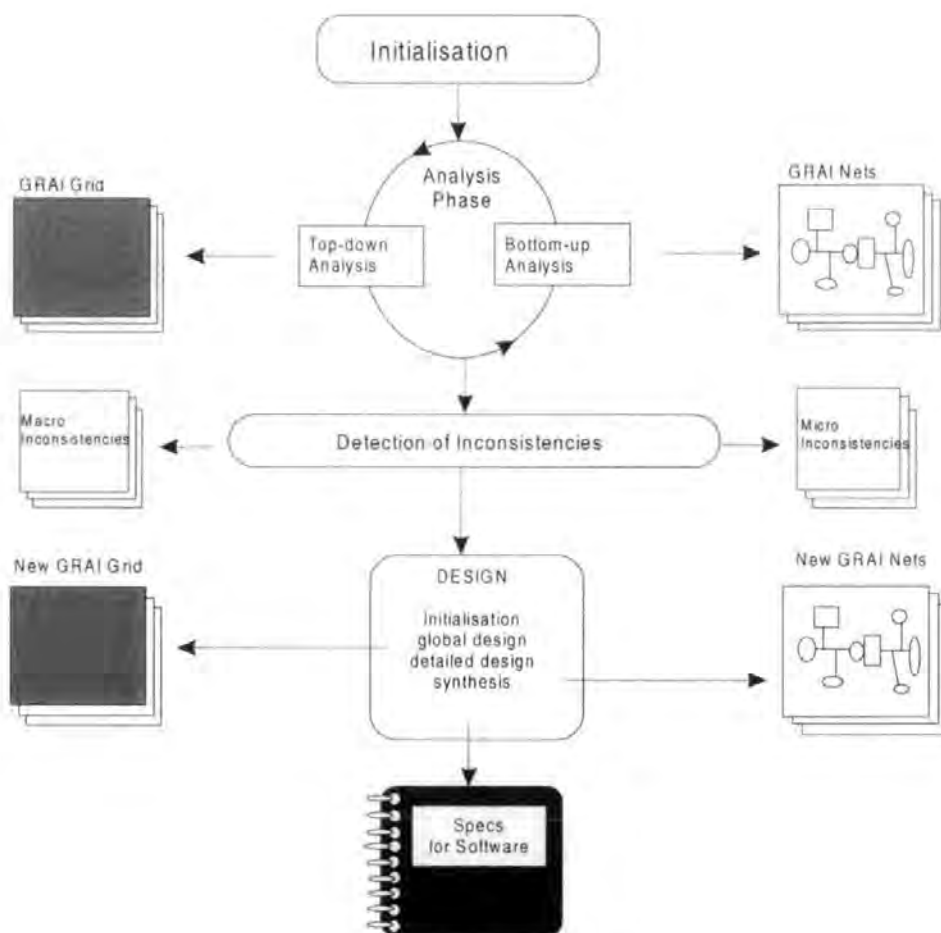 Initialisation
GRAI Grid
Analysis
Phase
GRAI Nets
Top-down
Analysis
Bottom-up
Analysis
Macro
Inconsistencies
Detection of Inconsistencies
Micro
Inconsistencies
New GRAI Grid
DESIGN
Initialisation
global design
detailed design
synthesis
New GRAI Nets
Specs
for Software